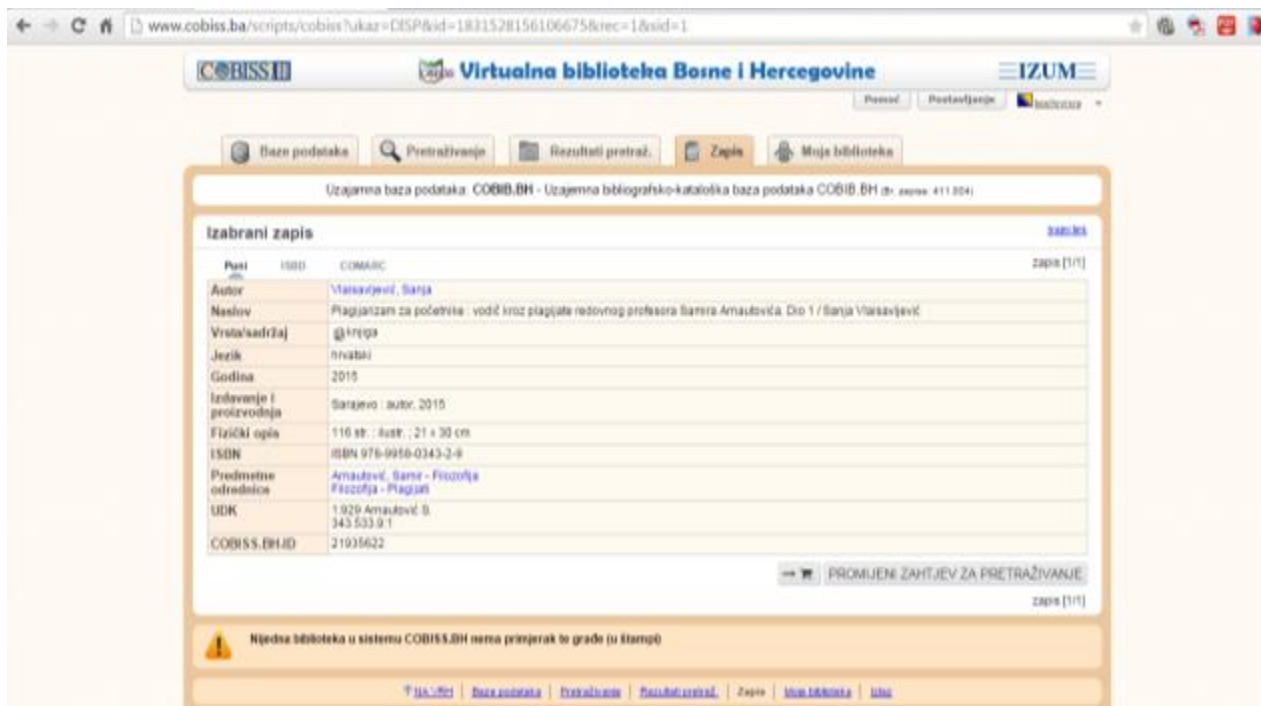 www.cobiss.ba/scripts/cobiss?ukaz=DISP&id=1831528156106675&rec=1&sid=1
COBISS Virtualna biblioteka Bosne i Hercegovine IZUM
Pomoć Postavljanje
Baze podataka Pretraživanje Rezultati pretraž. Zapis Moja biblioteka
Uzajamna baza podataka: COBIB.BH - Uzajemna bibliografsko-kataloška baza podataka COBIB.BH (Br. zapisa: 411.804)
Izabrani zapis
Puni ISBD COMARC zapis [1/1]
Autor Vlaisavljević, Sanja
Naslov Plagijarizam za početnike : vodič kroz plagijate redovnog profesora Samira Arnautovića. Dio 1 / Sanja Vlaisavljević
Vrsta/sadržaj knjiga
Jezik hrvatski
Godina 2015
Izdavanje i proizvodnja Sarajevo : autor, 2015
Fizički opis 116 str. : ilustr. ; 21 x 30 cm
ISBN ISBN 978-9958-0343-2-9
Predmetne odrednice Arnautović, Samir - Filozofija
Filozofija - Plagijati
UDK 1:929 Arnautović S.
343.533.9:1
COBISS.BH-ID 21935622
PROMIJENI ZAHTJEV ZA PRETRAŽIVANJE
zapis [1/1]
Nijedna biblioteka u sistemu COBISS.BH nema primjerak te građe (u štampi)
Baze podataka | Pretraživanje | Rezultati pretraž. | Zapis | Moja biblioteka | Izlaz